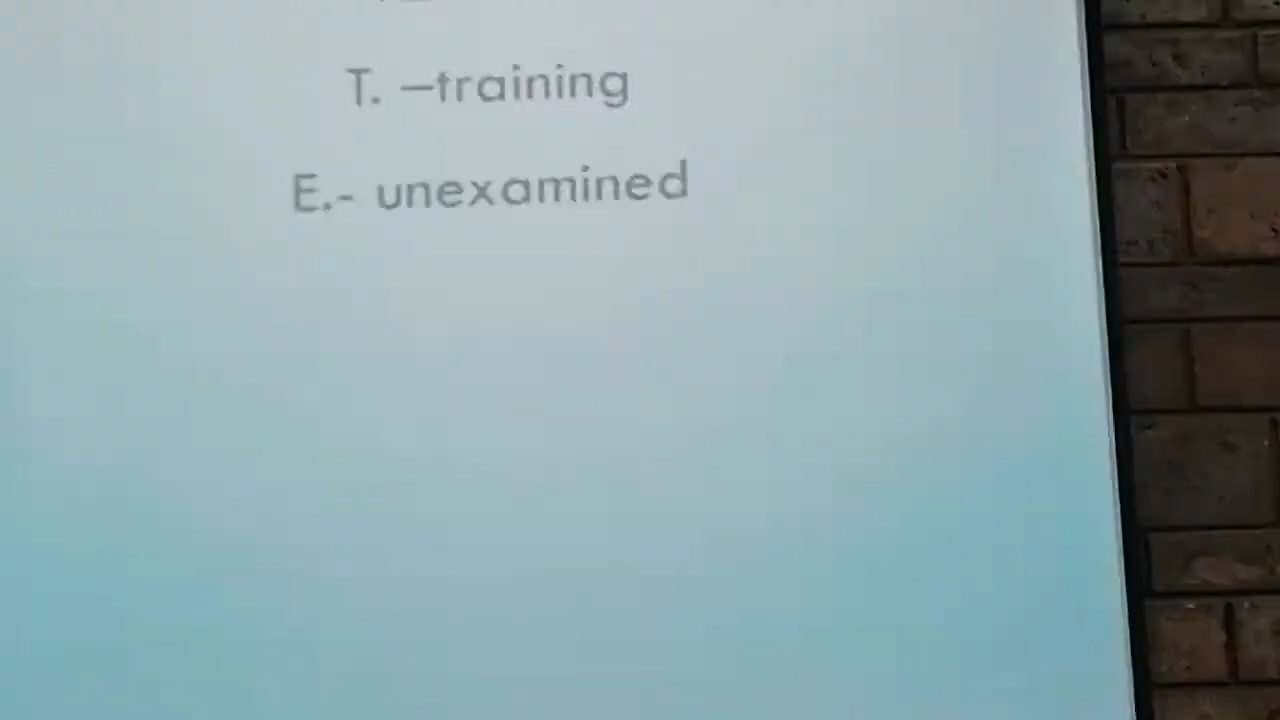 T. –training
E.- unexamined